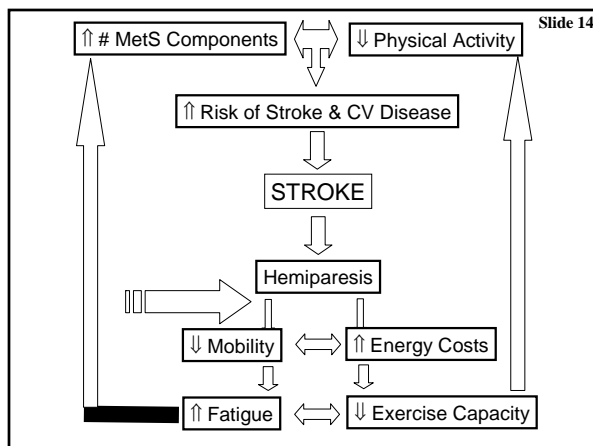 Slide 14
⇑ # MetS Components
⇓ Physical Activity
⇑ Risk of Stroke & CV Disease
STROKE
Hemiparesis
⇓ Mobility
⇑ Energy Costs
⇑ Fatigue
⇓ Exercise Capacity